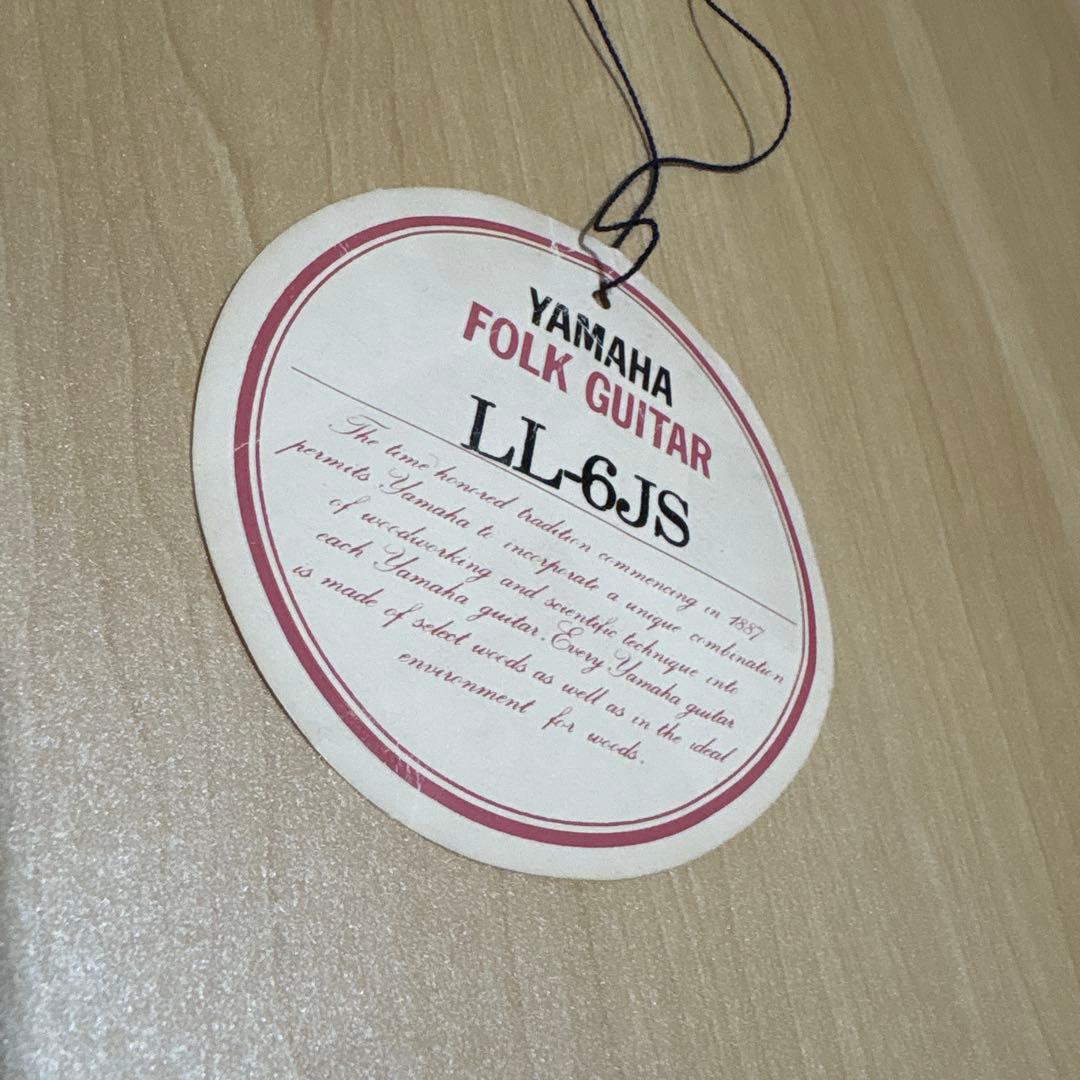 YAMAHA
FOLK GUITAR
LL-6JS
The time honored tradition commencing in 1887
permits Yamaha to incorporate a unique combination
of woodworking and scientific technique into
each Yamaha guitar. Every Yamaha guitar
is made of select woods as well as in the ideal
environment for woods.